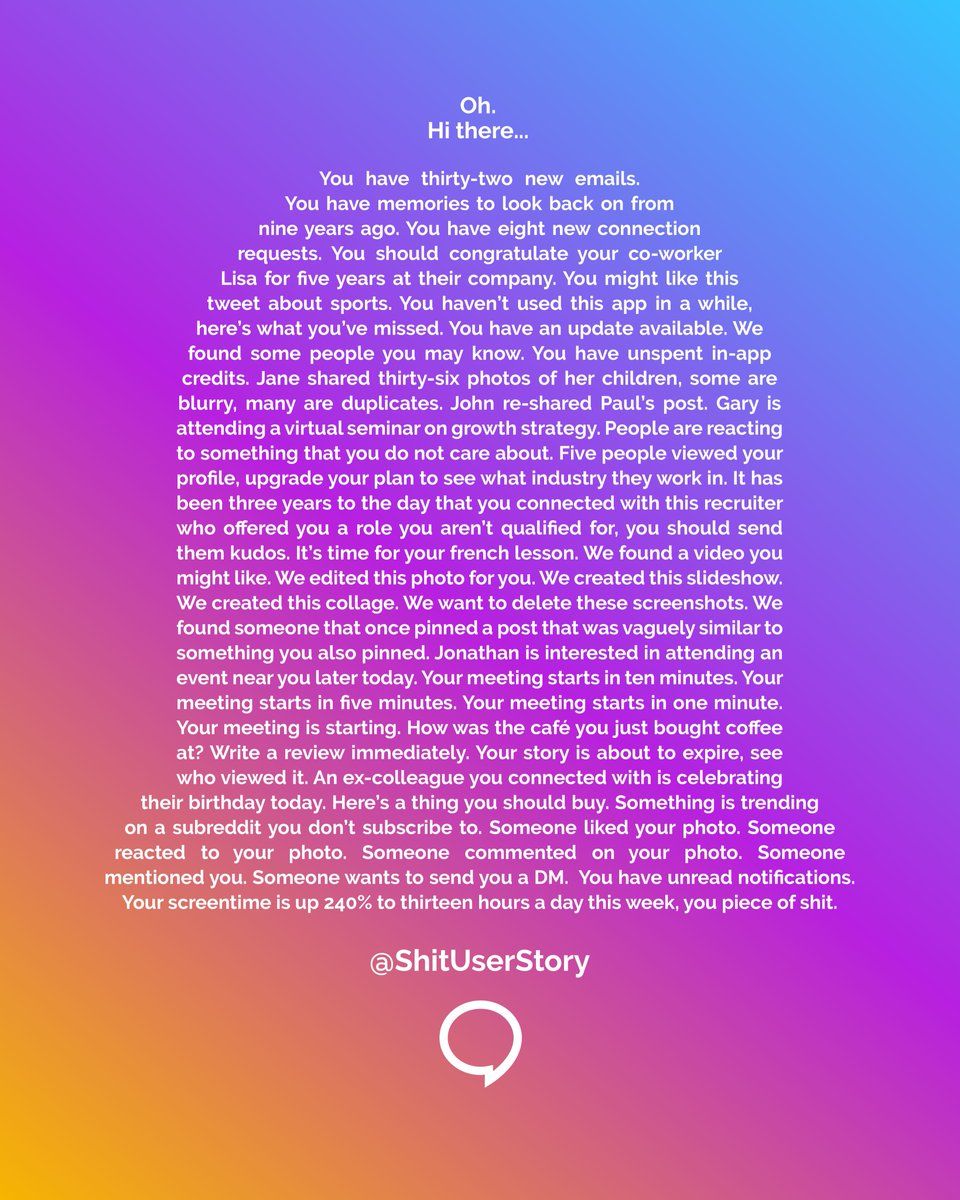 Oh.
Hi there...
You have thirty-two new emails.
You have memories to look back on from
nine years ago. You have eight new connection
requests. You should congratulate your co-worker
Lisa for five years at their company. You might like this
tweet about sports. You haven’t used this app in a while,
here’s what you’ve missed. You have an update available. We
found some people you may know. You have unspent in-app
credits. Jane shared thirty-six photos of her children, some are
blurry, many are duplicates. John re-shared Paul’s post. Gary is
attending a virtual seminar on growth strategy. People are reacting
to something that you do not care about. Five people viewed your
profile, upgrade your plan to see what industry they work in. It has
been three years to the day that you connected with this recruiter
who offered you a role you aren’t qualified for, you should send
them kudos. It’s time for your french lesson. We found a video you
might like. We edited this photo for you. We created this slideshow.
We created this collage. We want to delete these screenshots. We
found someone that once pinned a post that was vaguely similar to
something you also pinned. Jonathan is interested in attending an
event near you later today. Your meeting starts in ten minutes. Your
meeting starts in five minutes. Your meeting starts in one minute.
Your meeting is starting. How was the café you just bought coffee
at? Write a review immediately. Your story is about to expire, see
who viewed it. An ex-colleague you connected with is celebrating
their birthday today. Here’s a thing you should buy. Something is trending
on a subreddit you don’t subscribe to. Someone liked your photo. Someone
reacted to your photo. Someone commented on your photo. Someone
mentioned you. Someone wants to send you a DM. You have unread notifications.
Your screentime is up 240% to thirteen hours a day this week, you piece of shit.
@ShitUserStory